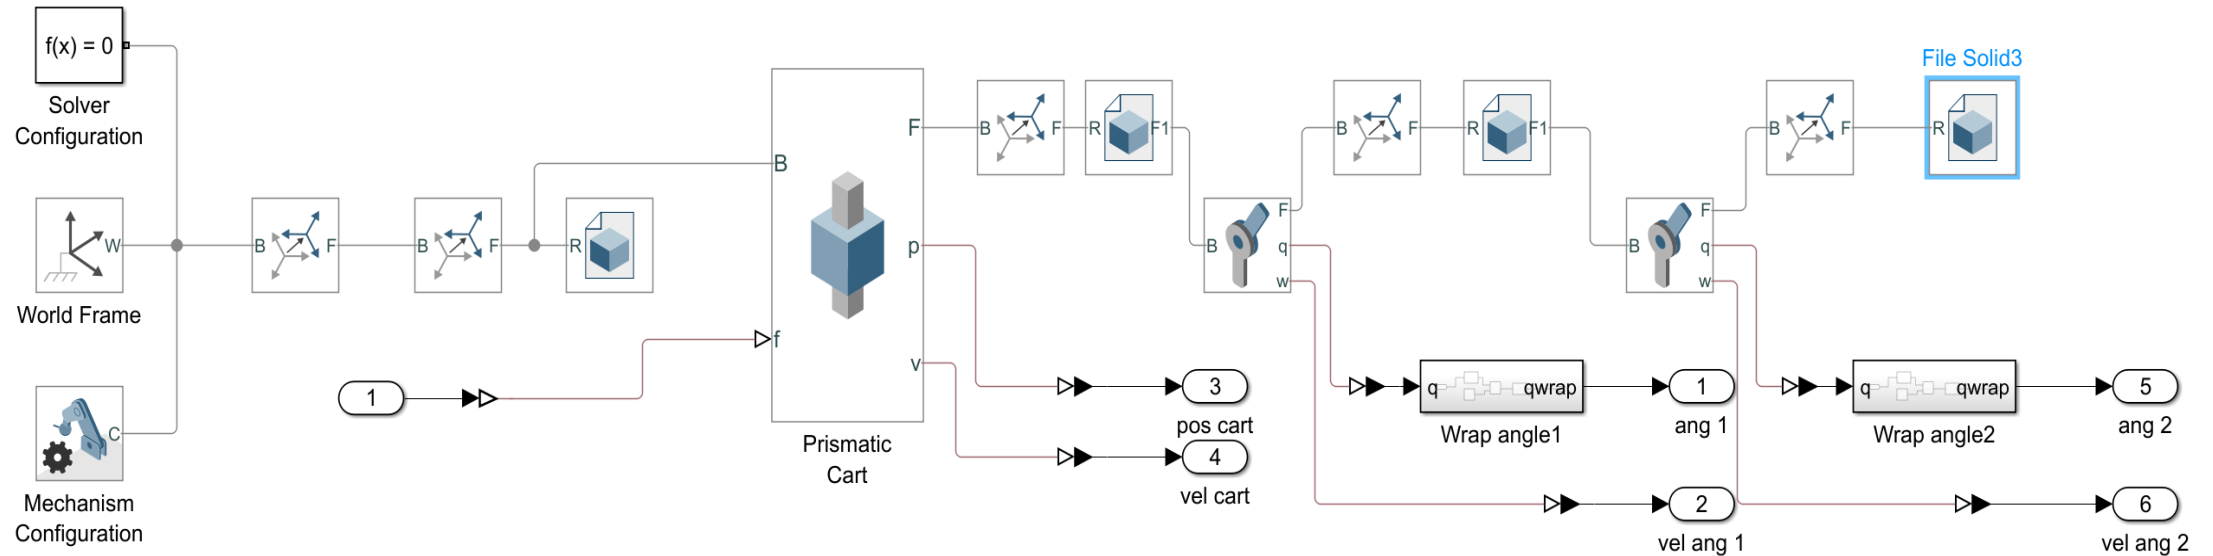 f(x) = 0
Solver
Configuration
W
World Frame
C
Mechanism
Configuration
B
F
B
F
R
1
B
f
F
p
v
Prismatic
Cart
B
F
R
F1
3
pos cart
4
vel cart
B
F
q
w
B
F
R
F1
q
qwrap
Wrap angle1
1
ang 1
2
vel ang 1
B
F
q
w
B
F
File Solid3
R
q
qwrap
Wrap angle2
5
ang 2
6
vel ang 2